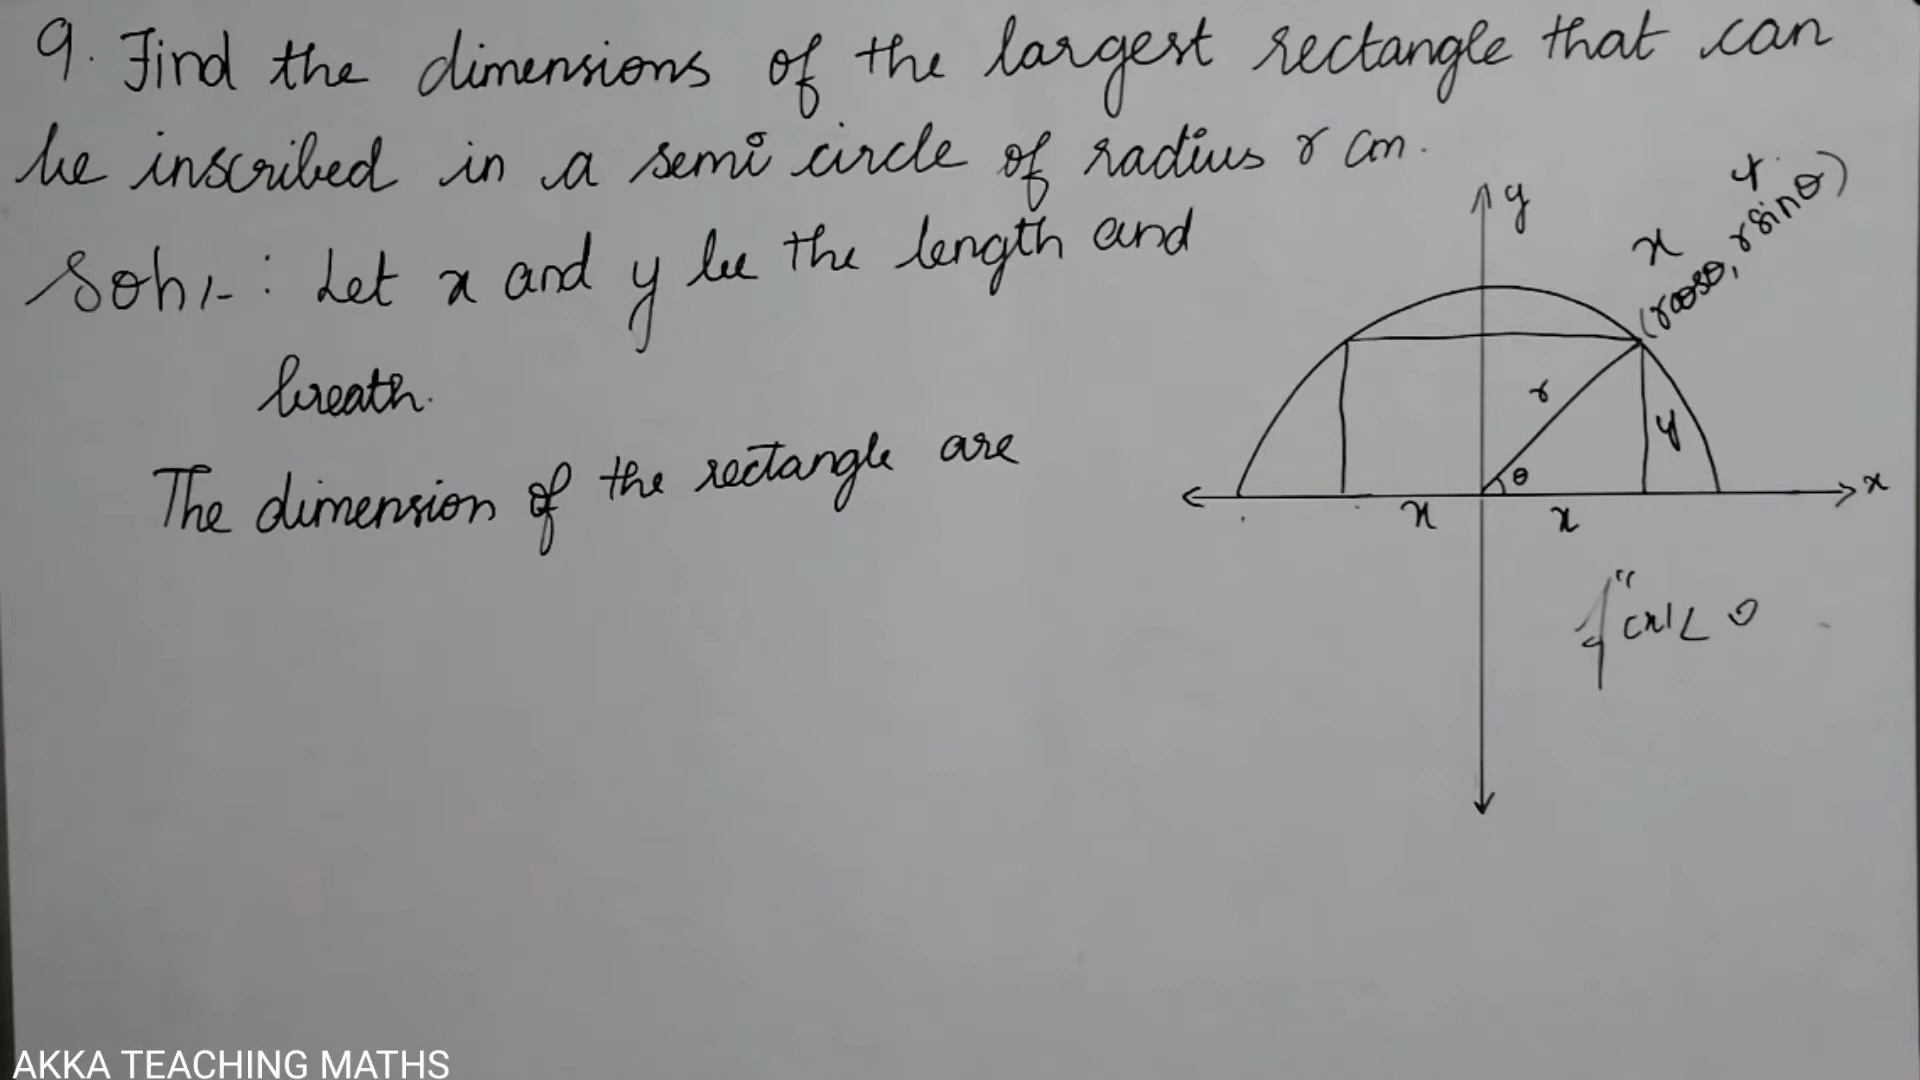 9. Find the dimensions of the largest rectangle that can
be inscribed in a semi circle of radius r cm.
Soln :- Let x and y be the length and
breath.
The dimension of the rectangle are
y
x
y
(rcosθ, rsinθ)
r
y
θ
x
x
x
f"(x) < 0
AKKA TEACHING MATHS